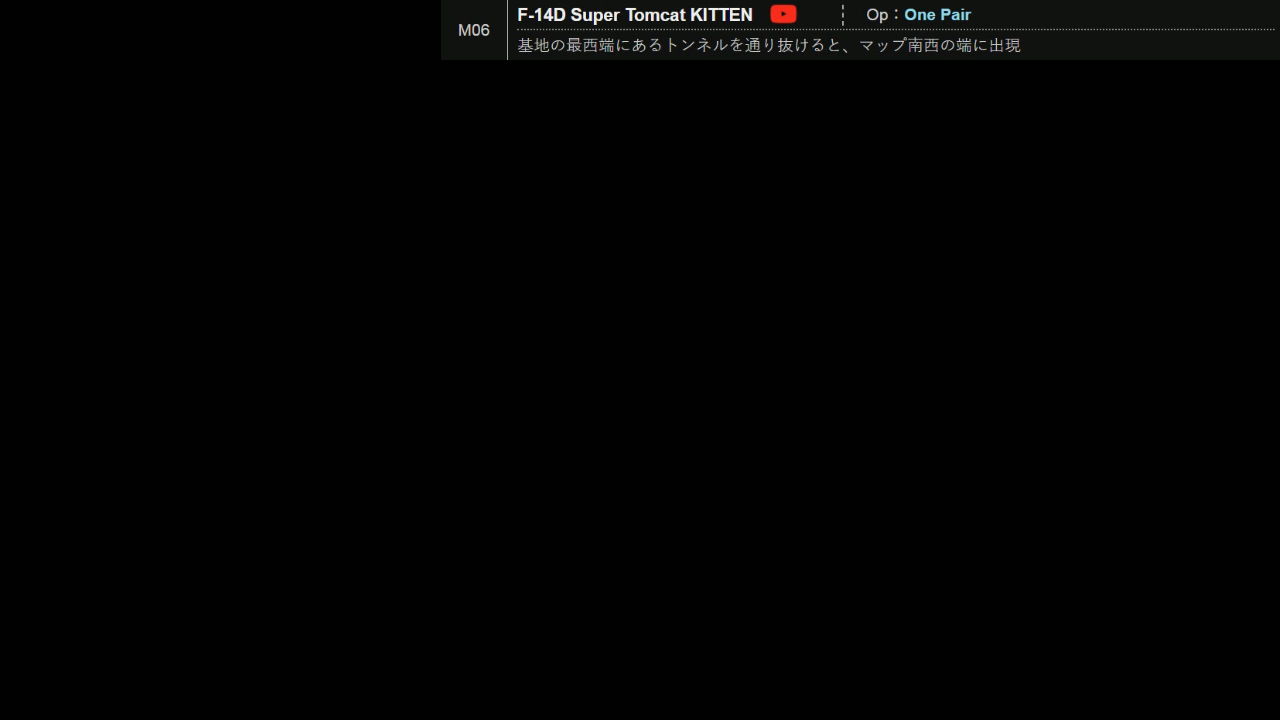 M06
F-14D Super Tomcat KITTEN
Op：One Pair
基地の最西端にあるトンネルを通り抜けると、マップ南西の端に出現